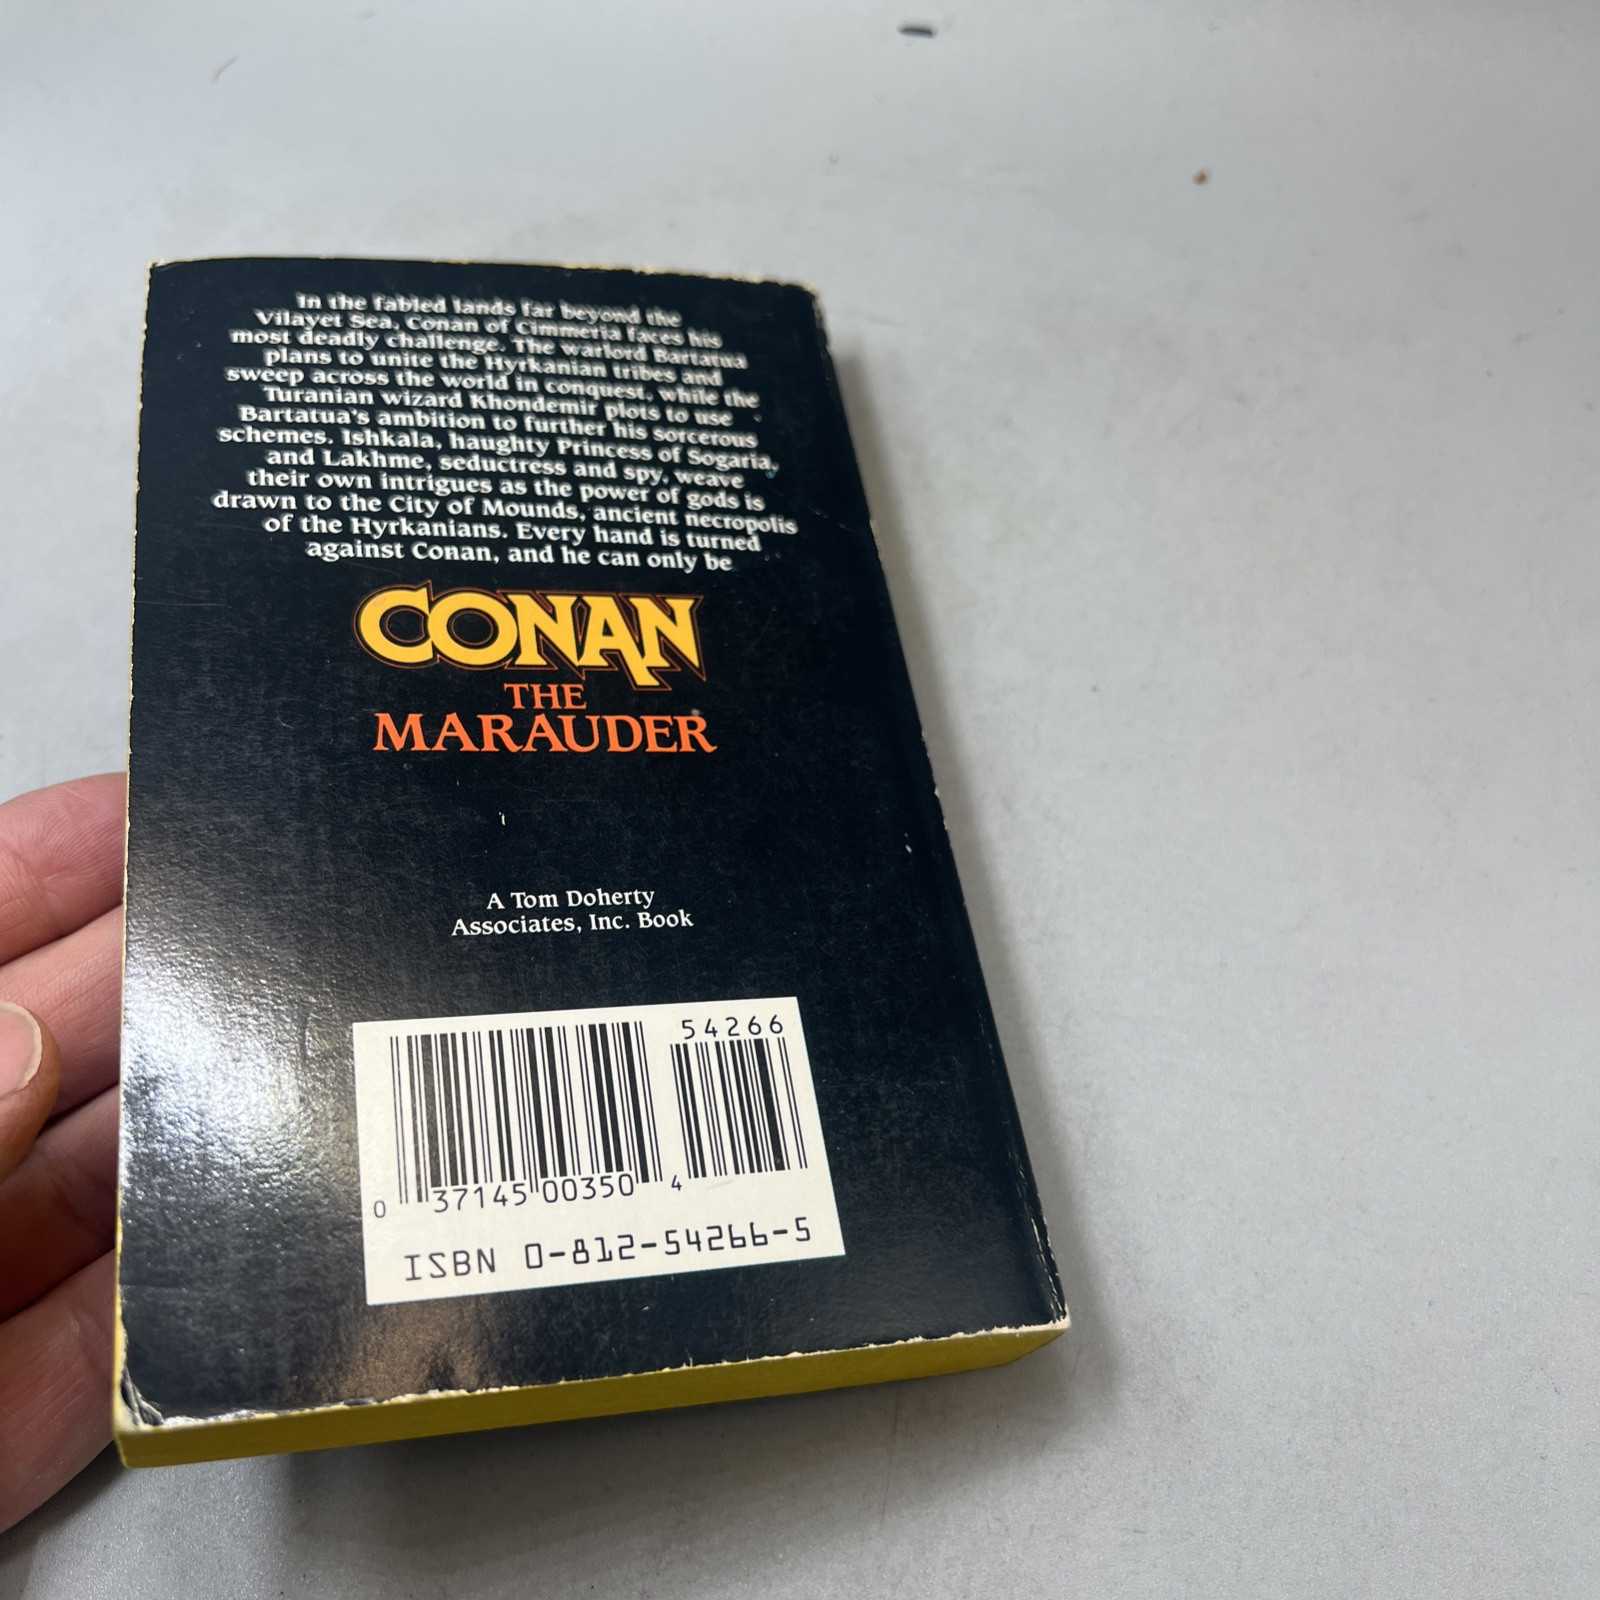 In the fabled lands far beyond the
Vilayet Sea, Conan of Cimmeria faces his
most deadly challenge. The warlord Bartatua
plans to unite the Hyrkanian tribes and
sweep across the world in conquest, while the
Turanian wizard Khondemir plots to use
Bartatua's ambition to further his sorcerous
schemes. Ishkala, haughty Princess of Sogaria,
and Lakhme, seductress and spy, weave
their own intrigues as the power of gods is
drawn to the City of Mounds, ancient necropolis
of the Hyrkanians. Every hand is turned
against Conan, and he can only be
CONAN
THE
MARAUDER
A Tom Doherty
Associates, Inc. Book
54266
0 37145 00350 4
ISBN 0-812-54266-5